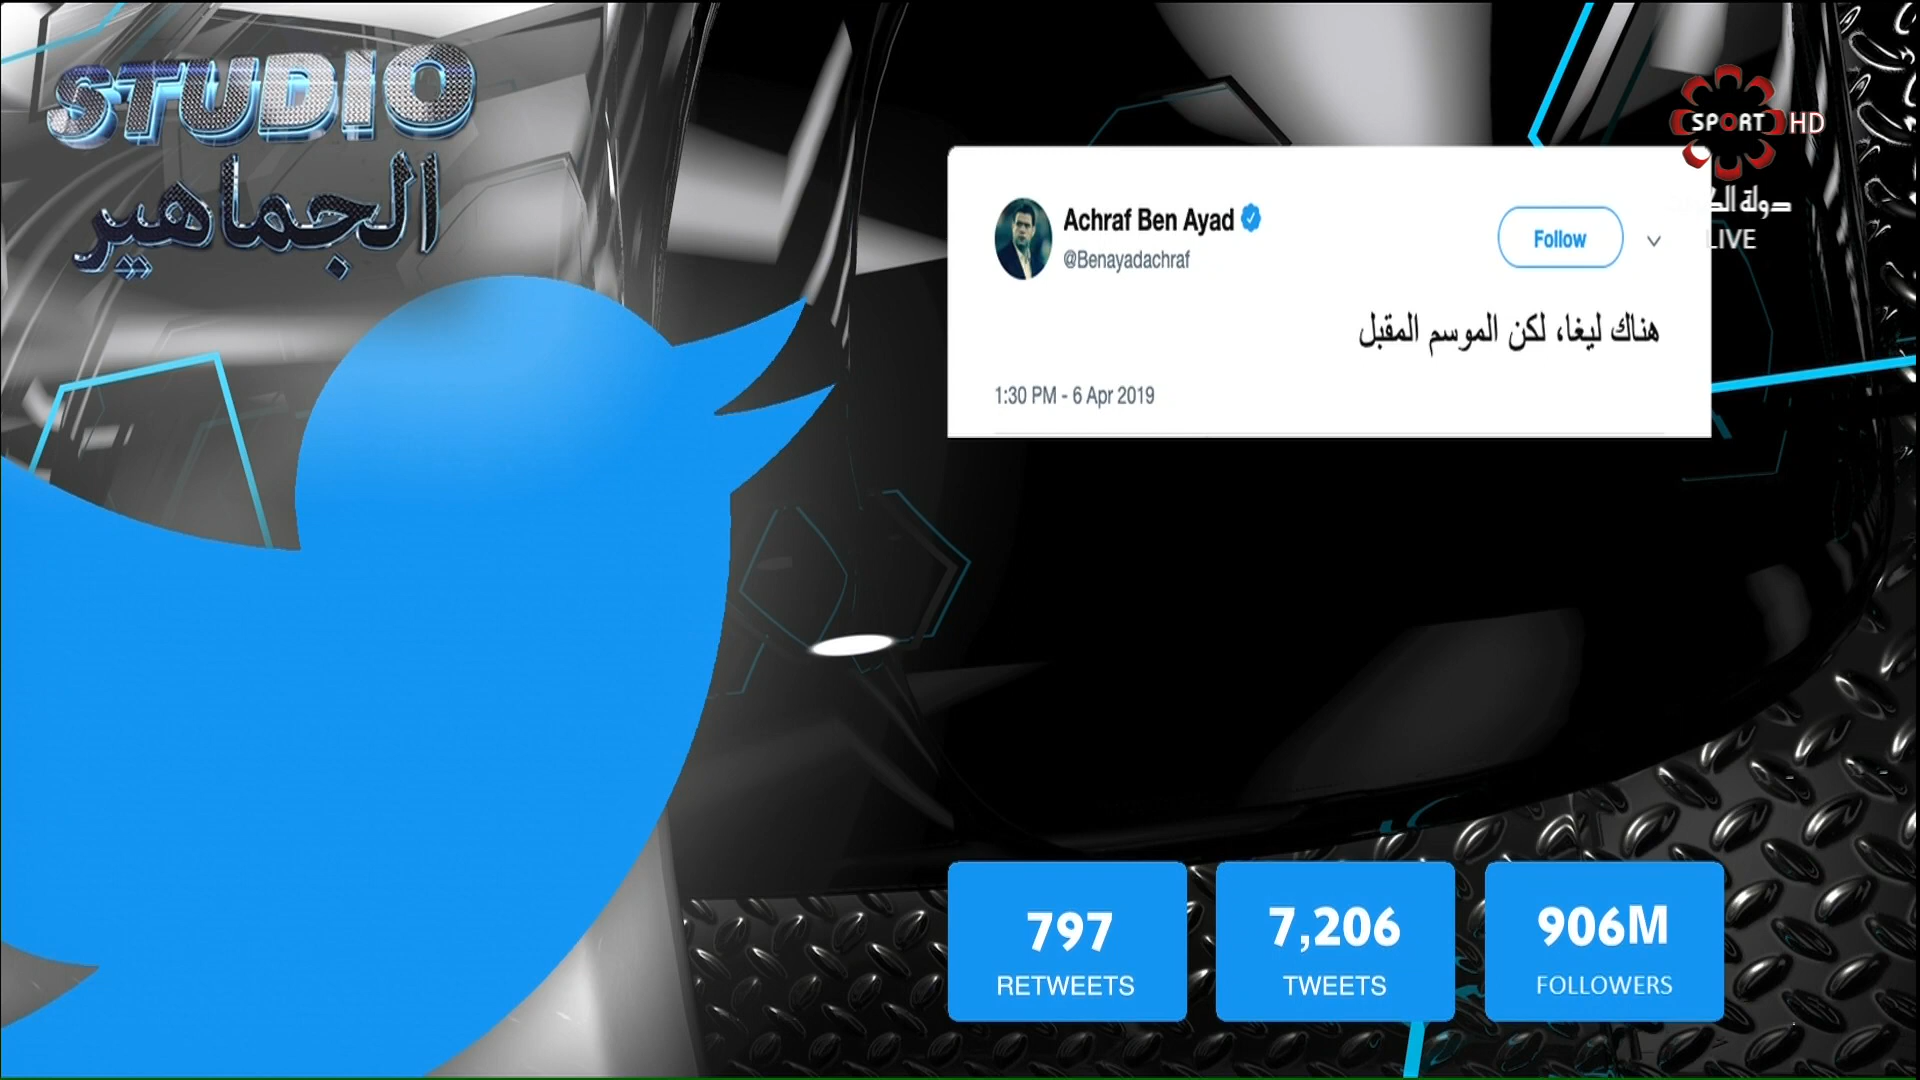 STUDIO
الجماهير
SPORT HD
دولة
LIVE
Achraf Ben Ayad
@Benayadachraf
Follow
هناك ليغا، لكن الموسم المقبل
1:30 PM - 6 Apr 2019
797
RETWEETS
7,206
TWEETS
906M
FOLLOWERS